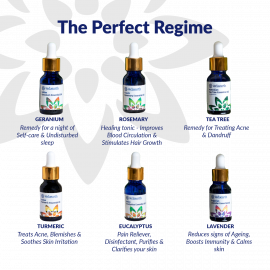 The Perfect Regime
GERANIUM
Remedy for a night of
Self-care & Undisturbed
sleep
ROSEMARY
Healing tonic - Improves
Blood Circulation &
Stimulates Hair Growth
TEA TREE
Remedy for Treating Acne
& Dandruff
TURMERIC
Treats Acne, Blemishes &
Soothes Skin Irritation
EUCALYPTUS
Pain Reliever,
Disinfectant, Purifies &
Clarifies your skin
LAVENDER
Reduces signs of Ageing,
Boosts Immunity & Calms
skin